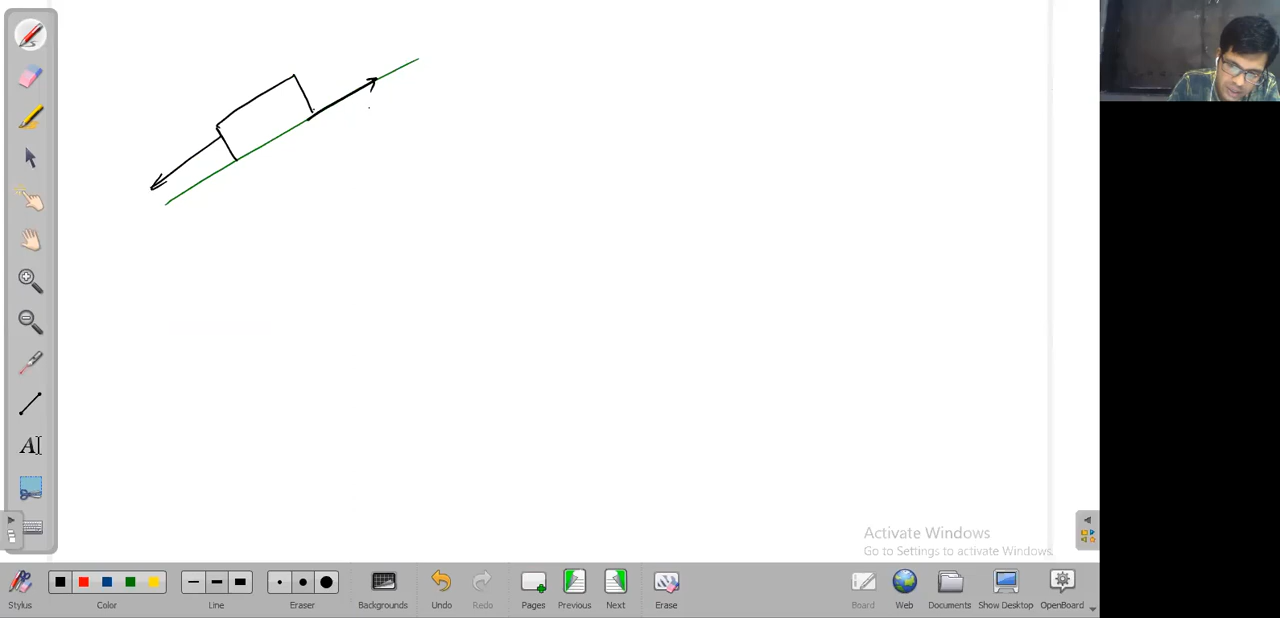 A
Activate Windows
Go to Settings to activate Windows.
Stylus
Color
Line
Eraser
Backgrounds
Undo
Redo
Pages
Previous
Next
Erase
Board
Web
Documents
Show Desktop
OpenBoard